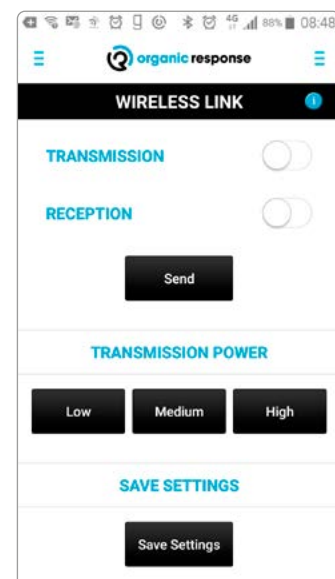 4G 88% 08:48
organic response
WIRELESS LINK i
TRANSMISSION
RECEPTION
Send
TRANSMISSION POWER
Low Medium High
SAVE SETTINGS
Save Settings